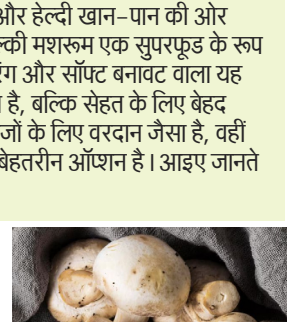 और हेल्दी खान-पान की ओर
मशरूम एक सुपरफूड के रूप
और सॉफ्ट बनावट वाला यह
है, बल्कि सेहत के लिए बेहद
के लिए वरदान जैसा है, वहीं
बेहतरीन ऑप्शन है। आइए जानते